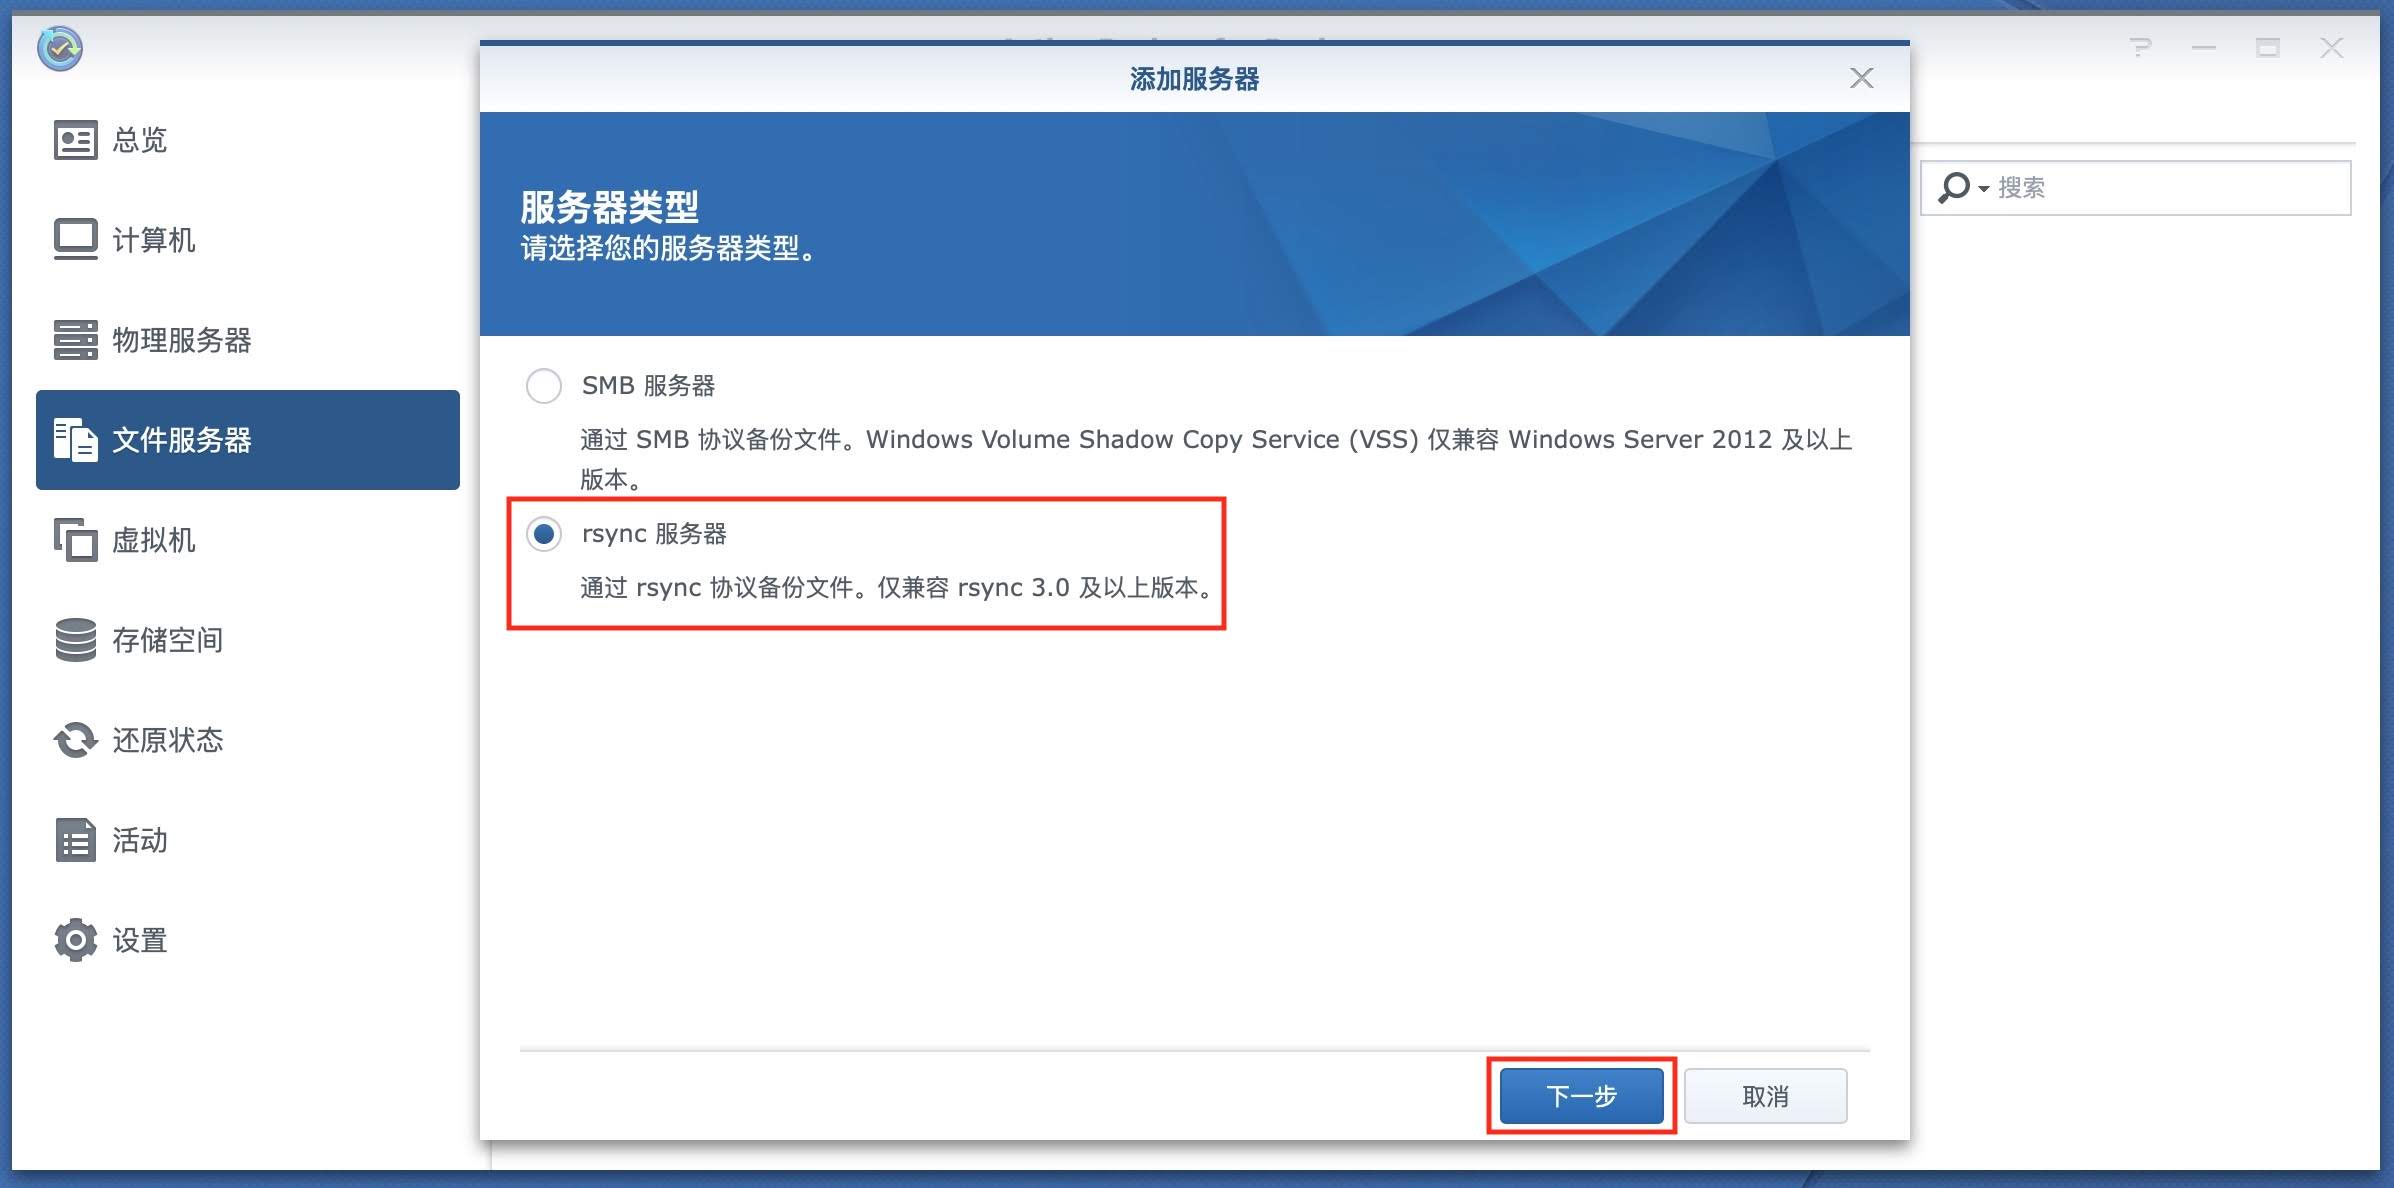 添加服务器
总览
计算机
物理服务器
文件服务器
虚拟机
存储空间
还原状态
活动
设置
搜索
服务器类型
请选择您的服务器类型。
SMB 服务器
通过 SMB 协议备份文件。Windows Volume Shadow Copy Service (VSS) 仅兼容 Windows Server 2012 及以上
版本。
rsync 服务器
通过 rsync 协议备份文件。仅兼容 rsync 3.0 及以上版本。
下一步
取消